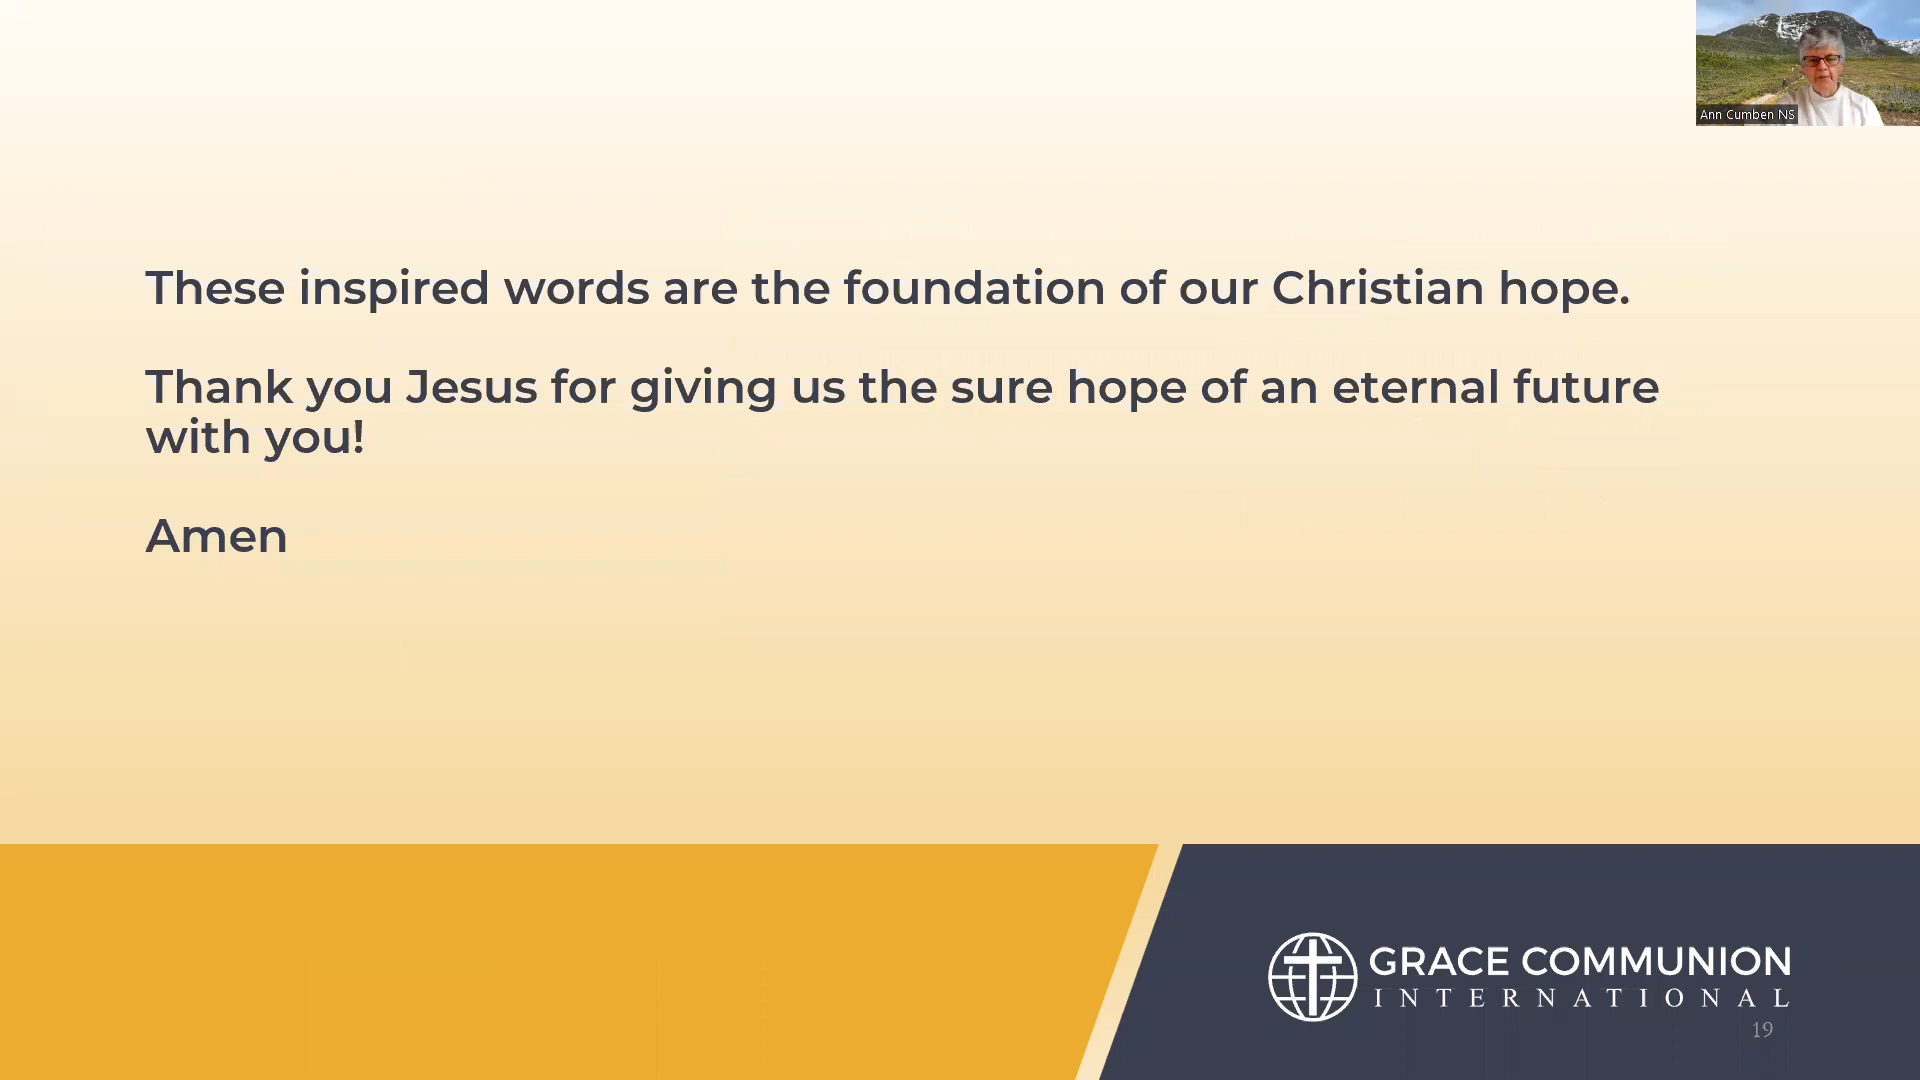 Ann Cumben NS
These inspired words are the foundation of our Christian hope.
Thank you Jesus for giving us the sure hope of an eternal future
with you!
Amen
GRACE COMMUNION
INTERNATIONAL
19